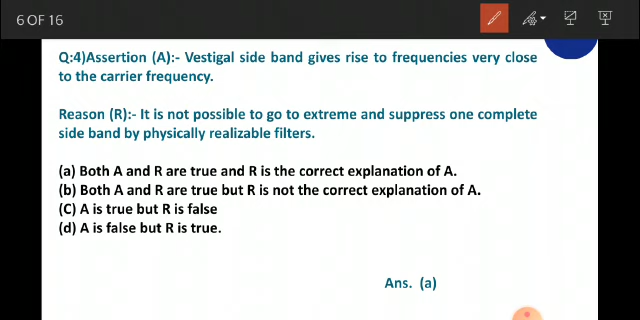 6 OF 16
Q:4)Assertion (A):- Vestigal side band gives rise to frequencies very close
to the carrier frequency.
Reason (R):- It is not possible to go to extreme and suppress one complete
side band by physically realizable filters.
(a) Both A and R are true and R is the correct explanation of A.
(b) Both A and R are true but R is not the correct explanation of A.
(C) A is true but R is false
(d) A is false but R is true.
Ans. (a)